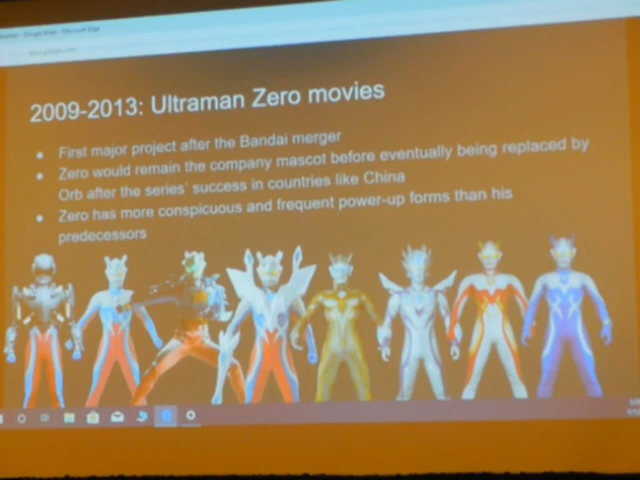 2009-2013: Ultraman Zero movies
First major project after the Bandai merger
Zero would remain the company mascot before eventually being replaced by
Orb after the series' success in countries like China
Zero has more conspicuous and frequent power-up forms than his
predecessors